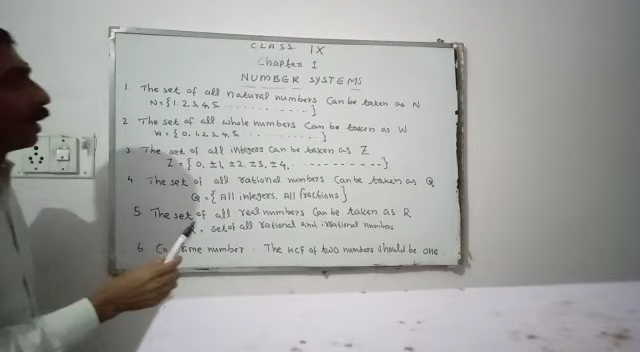 CLASS IX
Chapter 1
NUMBER SYSTEMS
1 The set of all natural numbers can be taken as N
N = { 1, 2, 3, 4, 5, ............... }
2 The set of all whole numbers can be taken as W
W = { 0, 1, 2, 3, 4, 5, ............... }
3 The set of all integers can be taken as Z
Z = { 0, ±1, ±2, ±3, ±4, ............... }
4. The set of all rational numbers can be taken as Q
Q = { All integers, All fractions }
5 The set of all real numbers can be taken as R
set of all rational and irrational numbers
6 number : The HCF of two numbers should be one